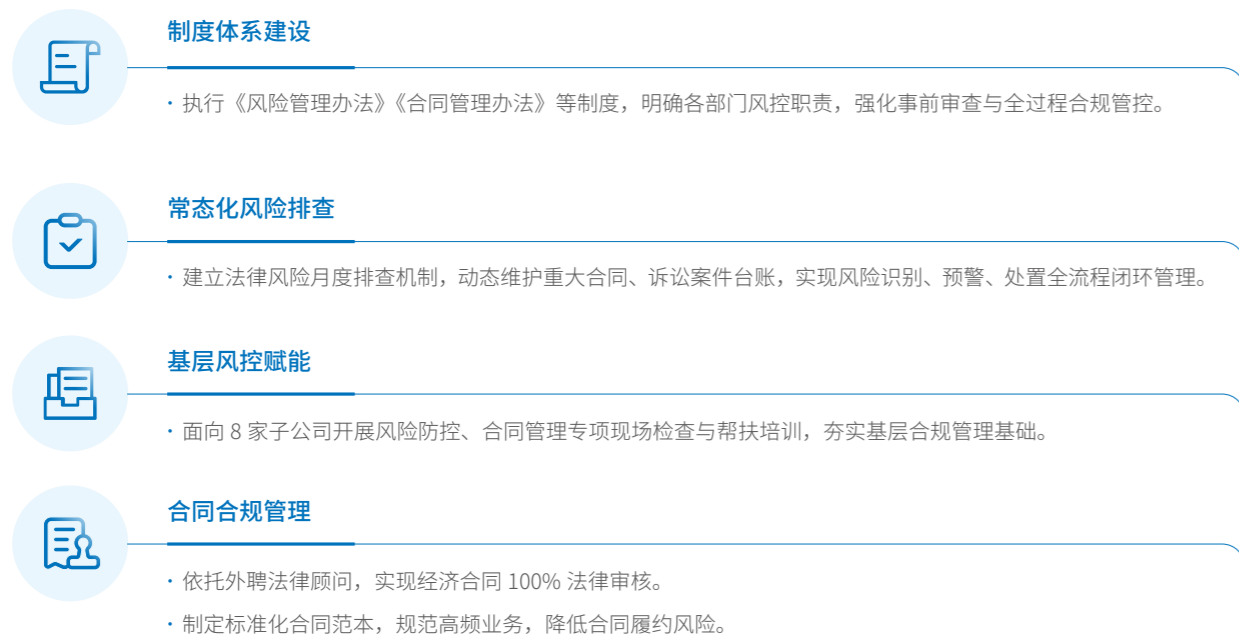 制度体系建设
· 执行《风险管理办法》《合同管理办法》等制度，明确各部门风控职责，强化事前审查与全过程合规管控。
常态化风险排查
· 建立法律风险月度排查机制，动态维护重大合同、诉讼案件台账，实现风险识别、预警、处置全流程闭环管理。
基层风控赋能
· 面向 8 家子公司开展风险防控、合同管理专项现场检查与帮扶培训，夯实基层合规管理基础。
合同合规管理
· 依托外聘法律顾问，实现经济合同 100% 法律审核。
· 制定标准化合同范本，规范高频业务，降低合同履约风险。